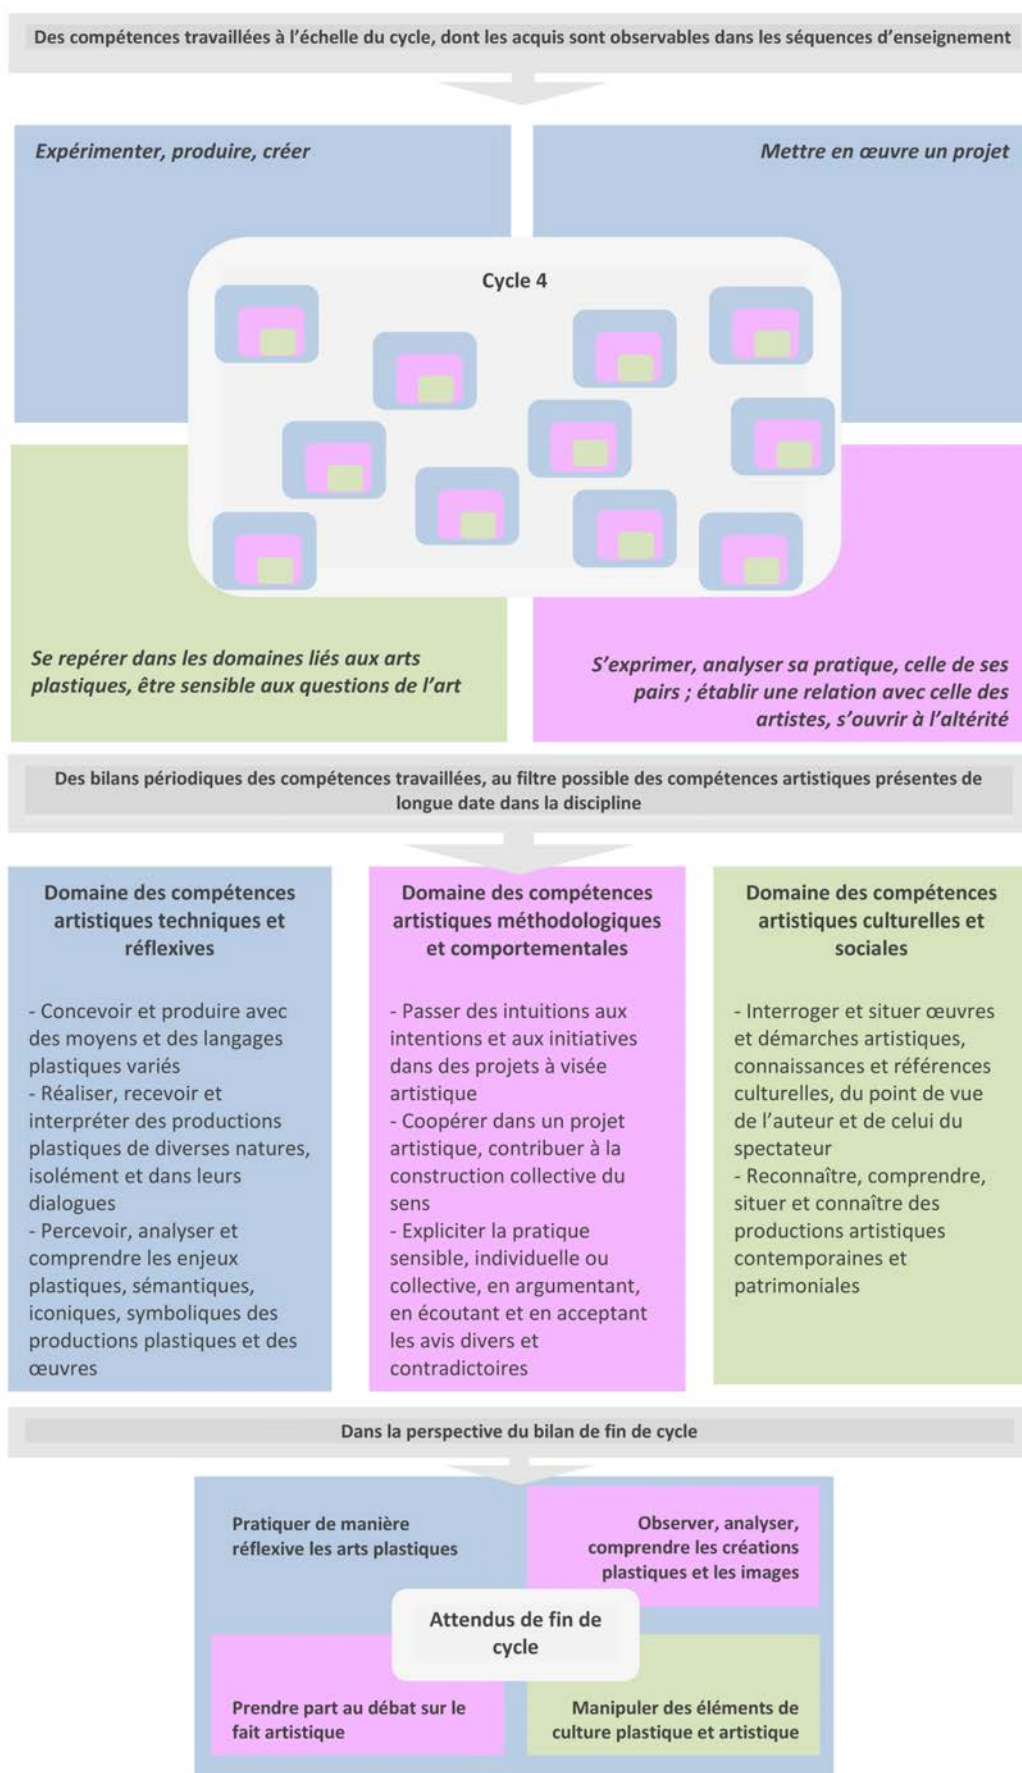 Des compétences travaillées à l’échelle du cycle, dont les acquis sont observables dans les séquences d’enseignement
Expérimenter, produire, créer
Mettre en œuvre un projet
Cycle 4
Se repérer dans les domaines liés aux arts
plastiques, être sensible aux questions de l’art
S’exprimer, analyser sa pratique, celle de ses
pairs ; établir une relation avec celle des
artistes, s’ouvrir à l’altérité
Des bilans périodiques des compétences travaillées, au filtre possible des compétences artistiques présentes de
longue date dans la discipline
Domaine des compétences
artistiques techniques et
réflexives
- Concevoir et produire avec
des moyens et des langages
plastiques variés
- Réaliser, recevoir et
interpréter des productions
plastiques de diverses natures,
isolément et dans leurs
dialogues
- Percevoir, analyser et
comprendre les enjeux
plastiques, sémantiques,
iconiques, symboliques des
productions plastiques et des
œuvres
Domaine des compétences
artistiques méthodologiques
et comportementales
- Passer des intuitions aux
intentions et aux initiatives
dans des projets à visée
artistique
- Coopérer dans un projet
artistique, contribuer à la
construction collective du
sens
- Expliciter la pratique
sensible, individuelle ou
collective, en argumentant,
en écoutant et en acceptant
les avis divers et
contradictoires
Domaine des compétences
artistiques culturelles et
sociales
- Interroger et situer œuvres
et démarches artistiques,
connaissances et références
culturelles, du point de vue
de l’auteur et de celui du
spectateur
- Reconnaître, comprendre,
situer et connaître des
productions artistiques
contemporaines et
patrimoniales
Dans la perspective du bilan de fin de cycle
Pratiquer de manière
réflexive les arts plastiques
Observer, analyser,
comprendre les créations
plastiques et les images
Attendus de fin de
cycle
Prendre part au débat sur le
fait artistique
Manipuler des éléments de
culture plastique et artistique